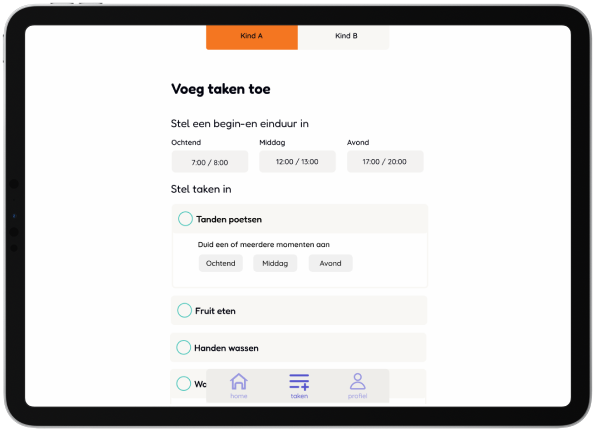 Kind A Kind B
Voeg taken toe
Stel een begin-en einduur in
Ochtend Middag Avond
7:00 / 8:00 12:00 / 13:00 17:00 / 20:00
Stel taken in
Tanden poetsen
Duid een of meerdere momenten aan
Ochtend Middag Avond
Fruit eten
Handen wassen
home taken profiel